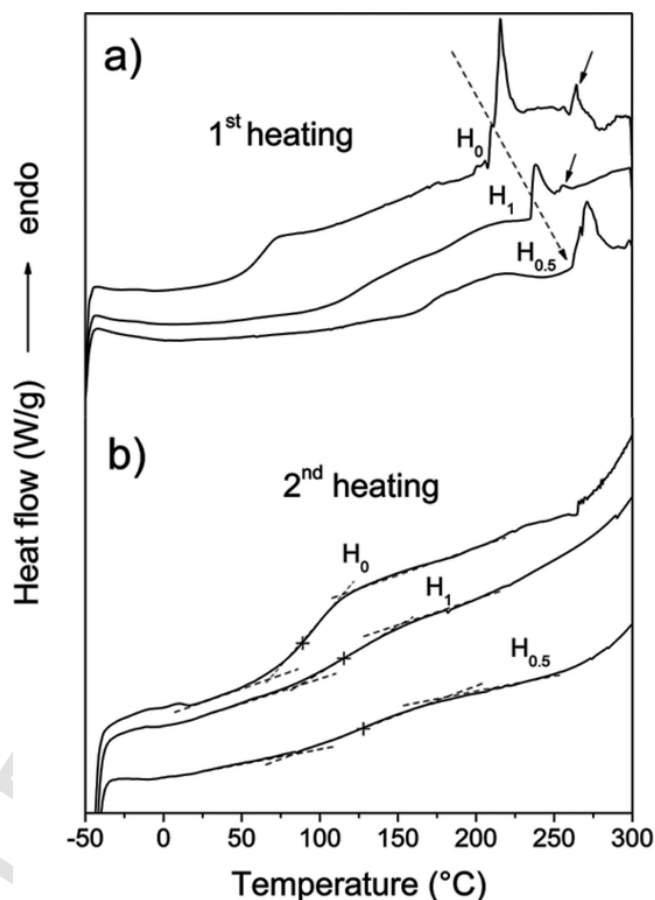 a)
1st heating
H0
H1
H0.5
b)
2nd heating
H0
H1
H0.5
Heat flow (W/g) → endo
-50 0 50 100 150 200 250 300
Temperature (°C)